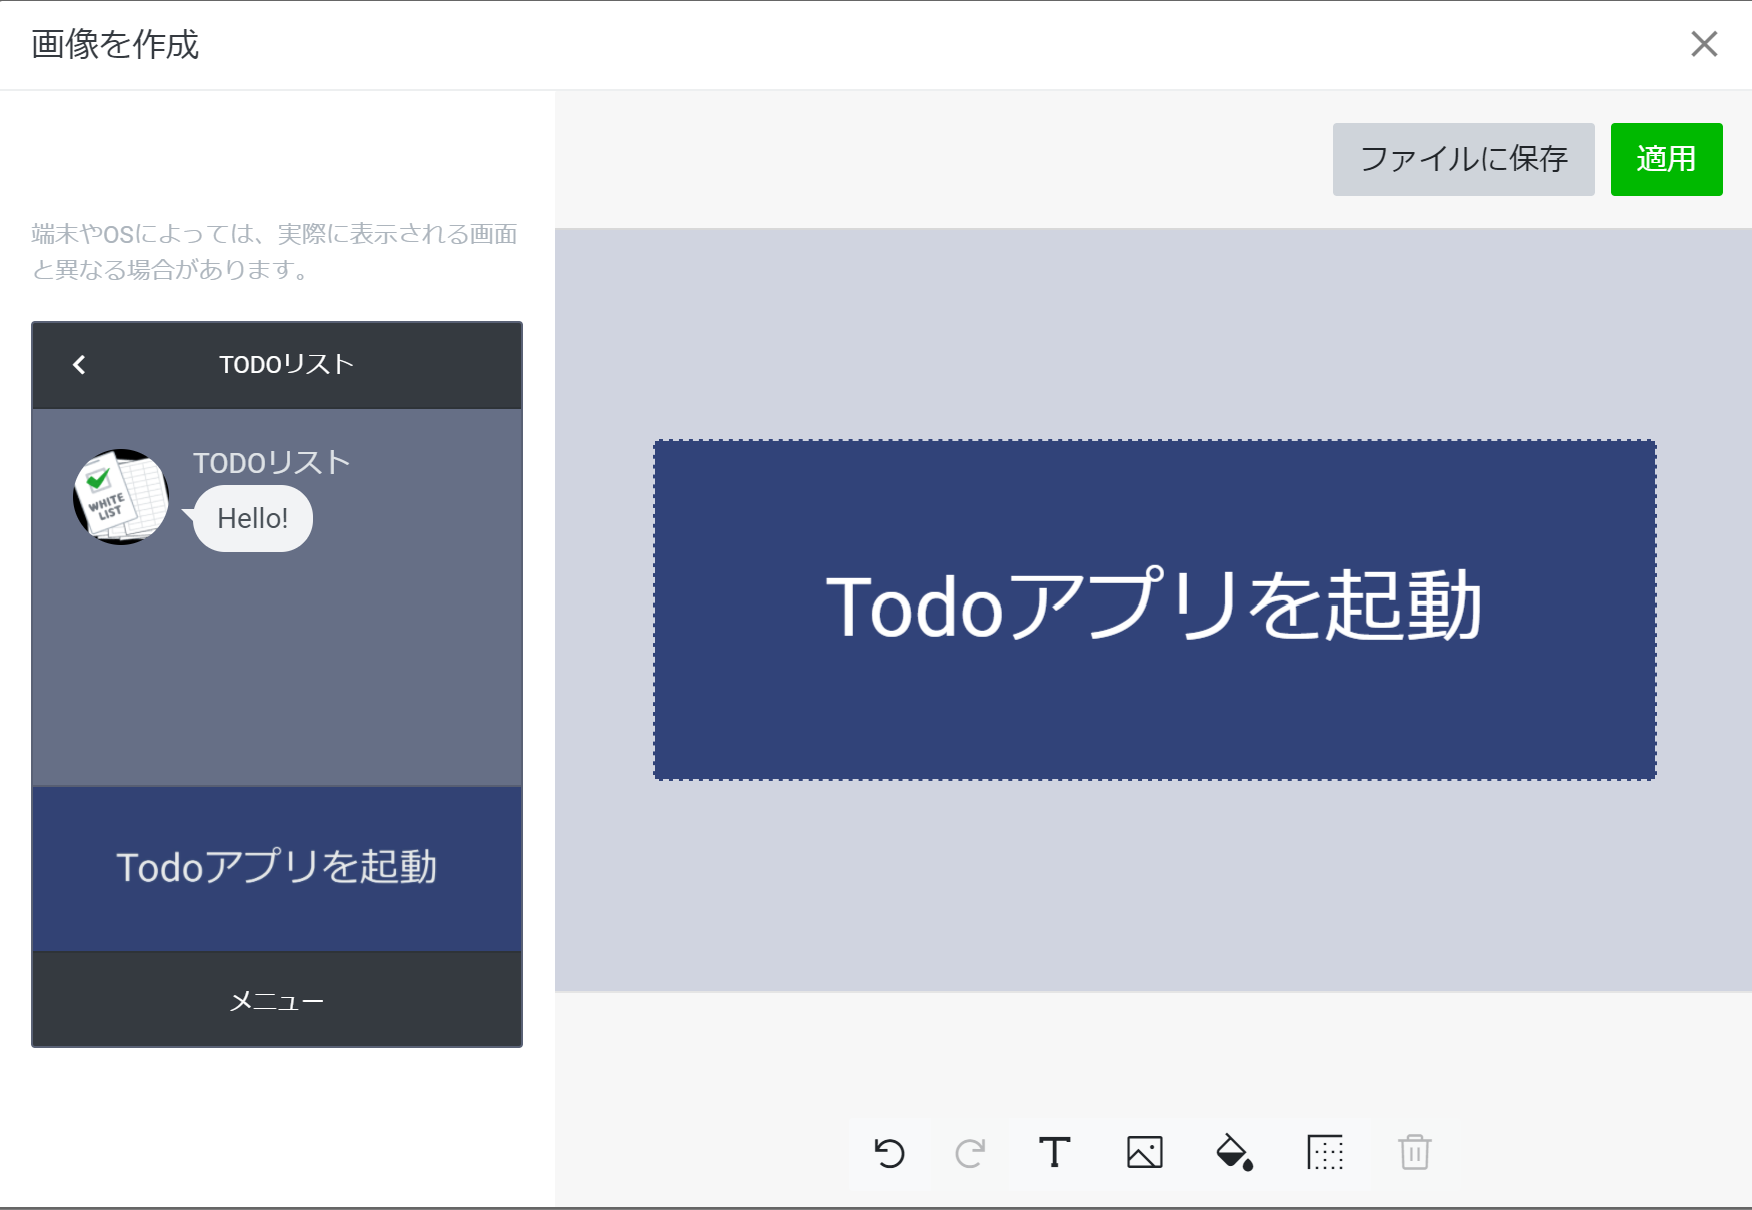 画像を作成
ファイルに保存
適用
端末やOSによっては、実際に表示される画面
と異なる場合があります。
TODOリスト
TODOリスト
WHITE
LIST
Hello!
Todoアプリを起動
メニュー
Todoアプリを起動